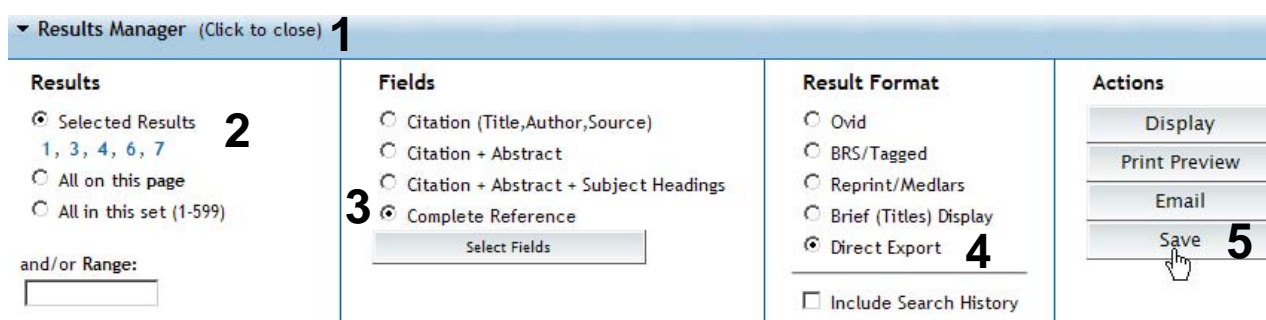 Results Manager (Click to close) 1
Results
Selected Results 2
1, 3, 4, 6, 7
All on this page
All in this set (1-599)
and/or Range:
Fields
Citation (Title,Author,Source)
Citation + Abstract
Citation + Abstract + Subject Headings
3 Complete Reference
Select Fields
Result Format
Ovid
BRS/Tagged
Reprint/Medlars
Brief (Titles) Display
Direct Export 4
Include Search History
Actions
Display
Print Preview
Email
Save 5